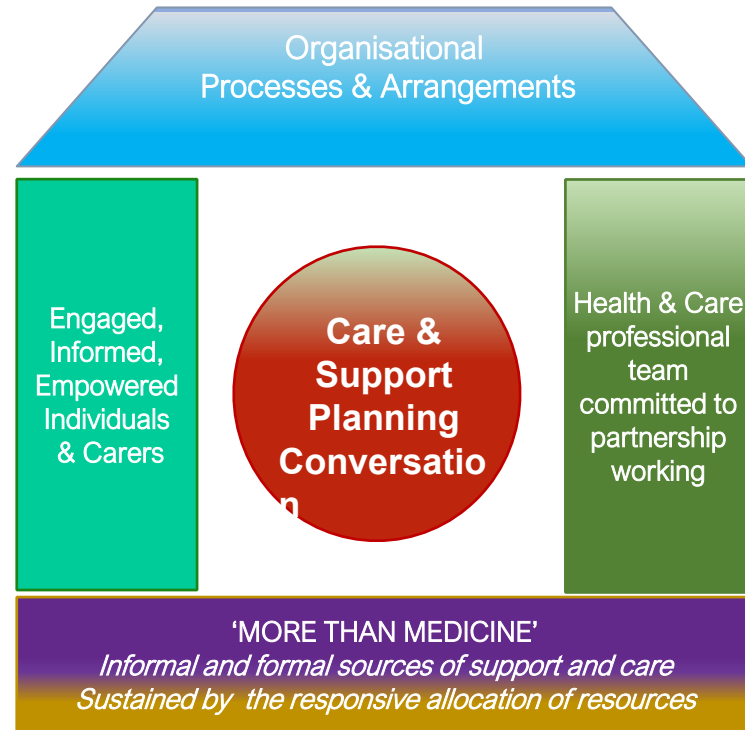 Organisational
Processes & Arrangements
Engaged,
Informed,
Empowered
Individuals
& Carers
Care &
Support
Planning
Conversatio
n
Health & Care
professional
team
committed to
partnership
working
‘MORE THAN MEDICINE’
Informal and formal sources of support and care
Sustained by the responsive allocation of resources